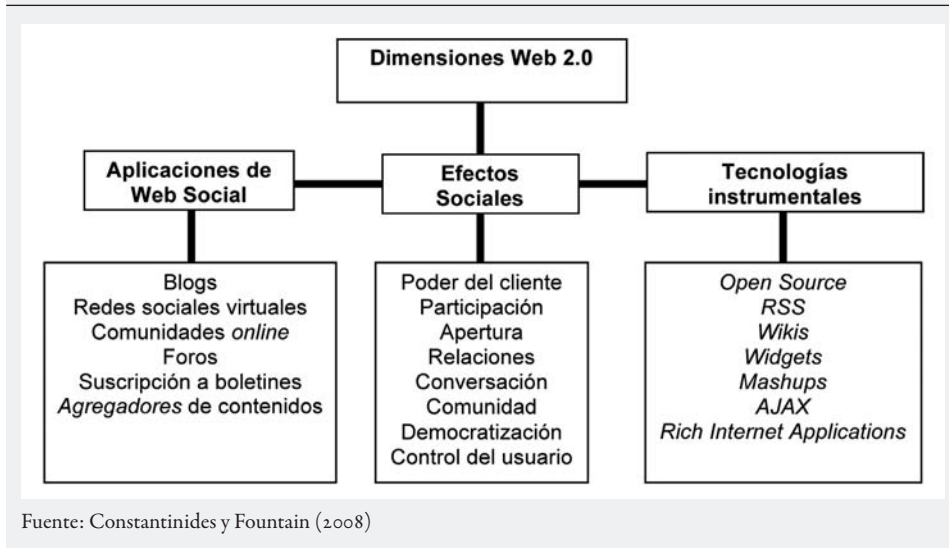 Dimensiones Web 2.0
Aplicaciones de
Web Social
Efectos
Sociales
Tecnologías
instrumentales
Blogs
Redes sociales virtuales
Comunidades online
Foros
Suscripción a boletines
Agregadores de contenidos
Poder del cliente
Participación
Apertura
Relaciones
Conversación
Comunidad
Democratización
Control del usuario
Open Source
RSS
Wikis
Widgets
Mashups
AJAX
Rich Internet Applications
Fuente: Constantinides y Fountain (2008)